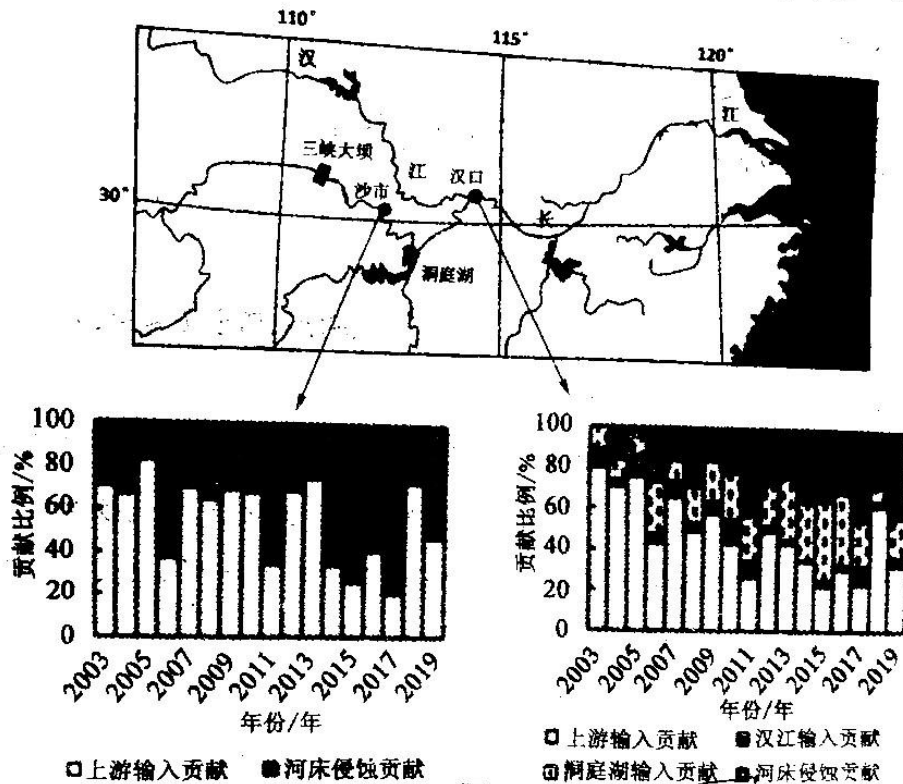 110°
115°
120°
汉
江
三峡大坝
江
汉口
沙市
长
30°
洞庭湖
100
80
60
40
20
0
贡献比例/%
2003
2005
2007
2009
2011
2013
2015
2017
2019
年份/年
上游输入贡献
河床侵蚀贡献
100
80
60
40
20
0
贡献比例/%
2003
2005
2007
2009
2011
2013
2015
2017
2019
年份/年
上游输入贡献 汉江输入贡献
洞庭湖输入贡献 河床侵蚀贡献